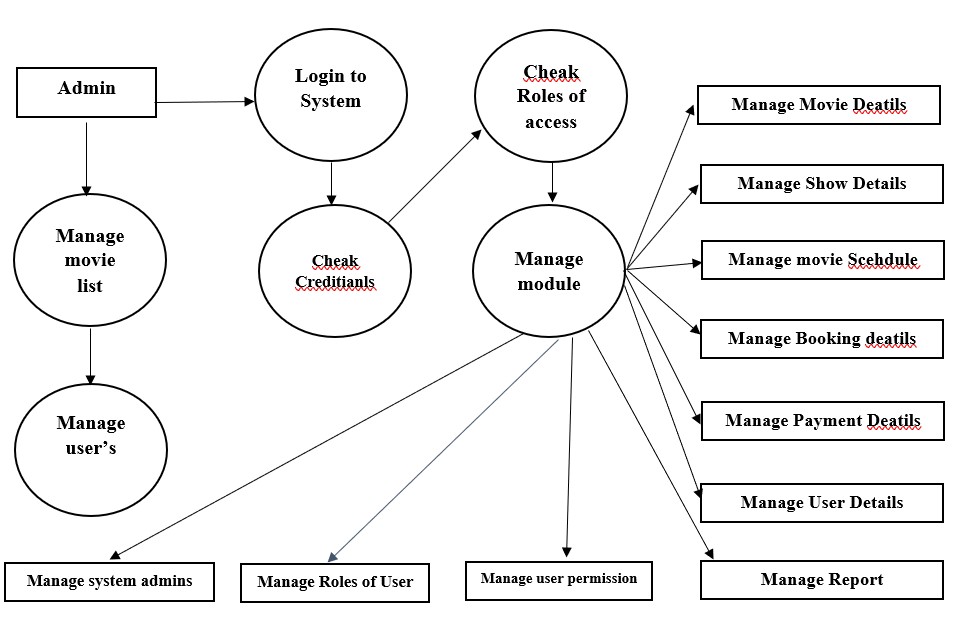 Admin
Login to
System
Cheak
Roles of
access
Manage Movie Deatils
Manage Show Details
Manage
movie
list
Cheak
Creditianls
Manage
module
Manage movie Scehdule
Manage Booking deatils
Manage
user’s
Manage Payment Deatils
Manage User Details
Manage system admins
Manage Roles of User
Manage user permission
Manage Report